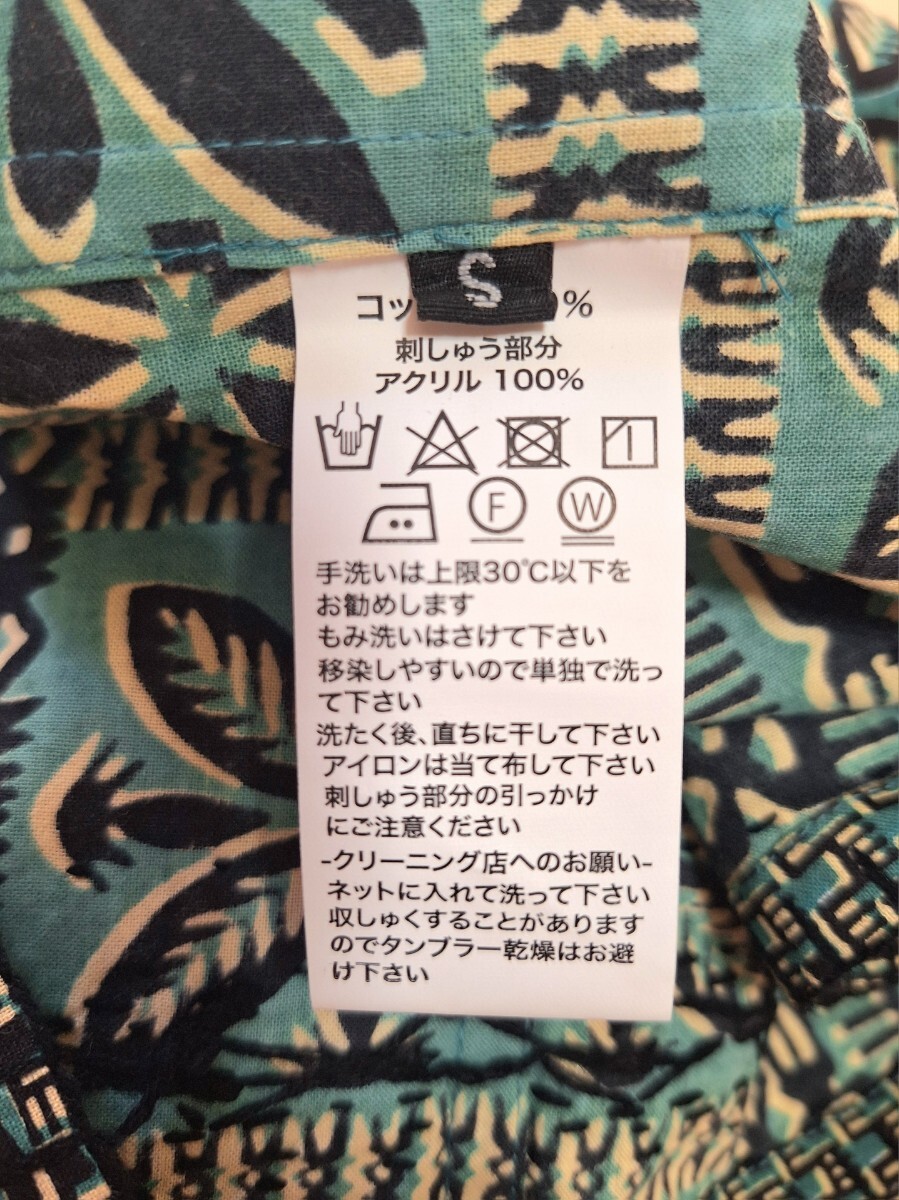 S
コッ %
刺しゅう部分
アクリル 100%
F
W
手洗いは上限30℃以下を
お勧めします
もみ洗いはさけて下さい
移染しやすいので単独で洗っ
て下さい
洗たく後、直ちに干して下さい
アイロンは当て布して下さい
刺しゅう部分の引っかけ
にご注意ください
-クリーニング店へのお願い-
ネットに入れて洗って下さい
収しゅくすることがあります
のでタンブラー乾燥はお避
け下さい